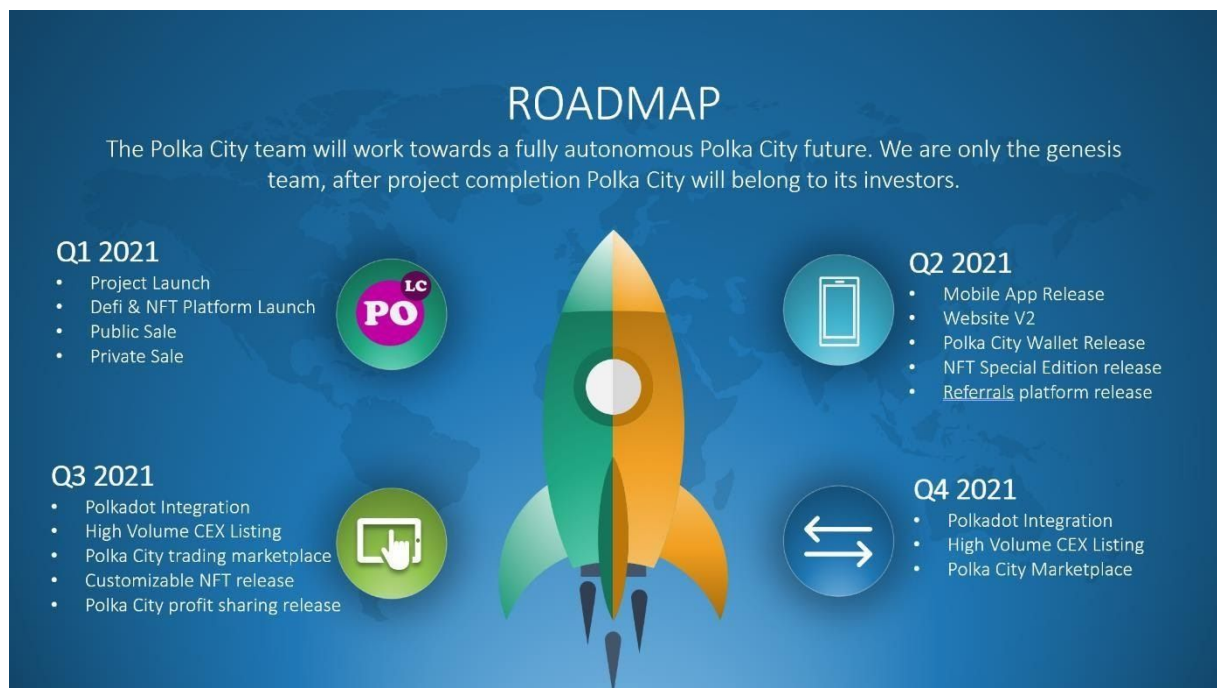 ROADMAP
The Polka City team will work towards a fully autonomous Polka City future. We are only the genesis
team, after project completion Polka City will belong to its investors.
Q1 2021
• Project Launch
• Defi & NFT Platform Launch
• Public Sale
• Private Sale
PO
LC
Q2 2021
• Mobile App Release
• Website V2
• Polka City Wallet Release
• NFT Special Edition release
• Referrals platform release
Q3 2021
• Polkadot Integration
• High Volume CEX Listing
• Polka City trading marketplace
• Customizable NFT release
• Polka City profit sharing release
Q4 2021
• Polkadot Integration
• High Volume CEX Listing
• Polka City Marketplace